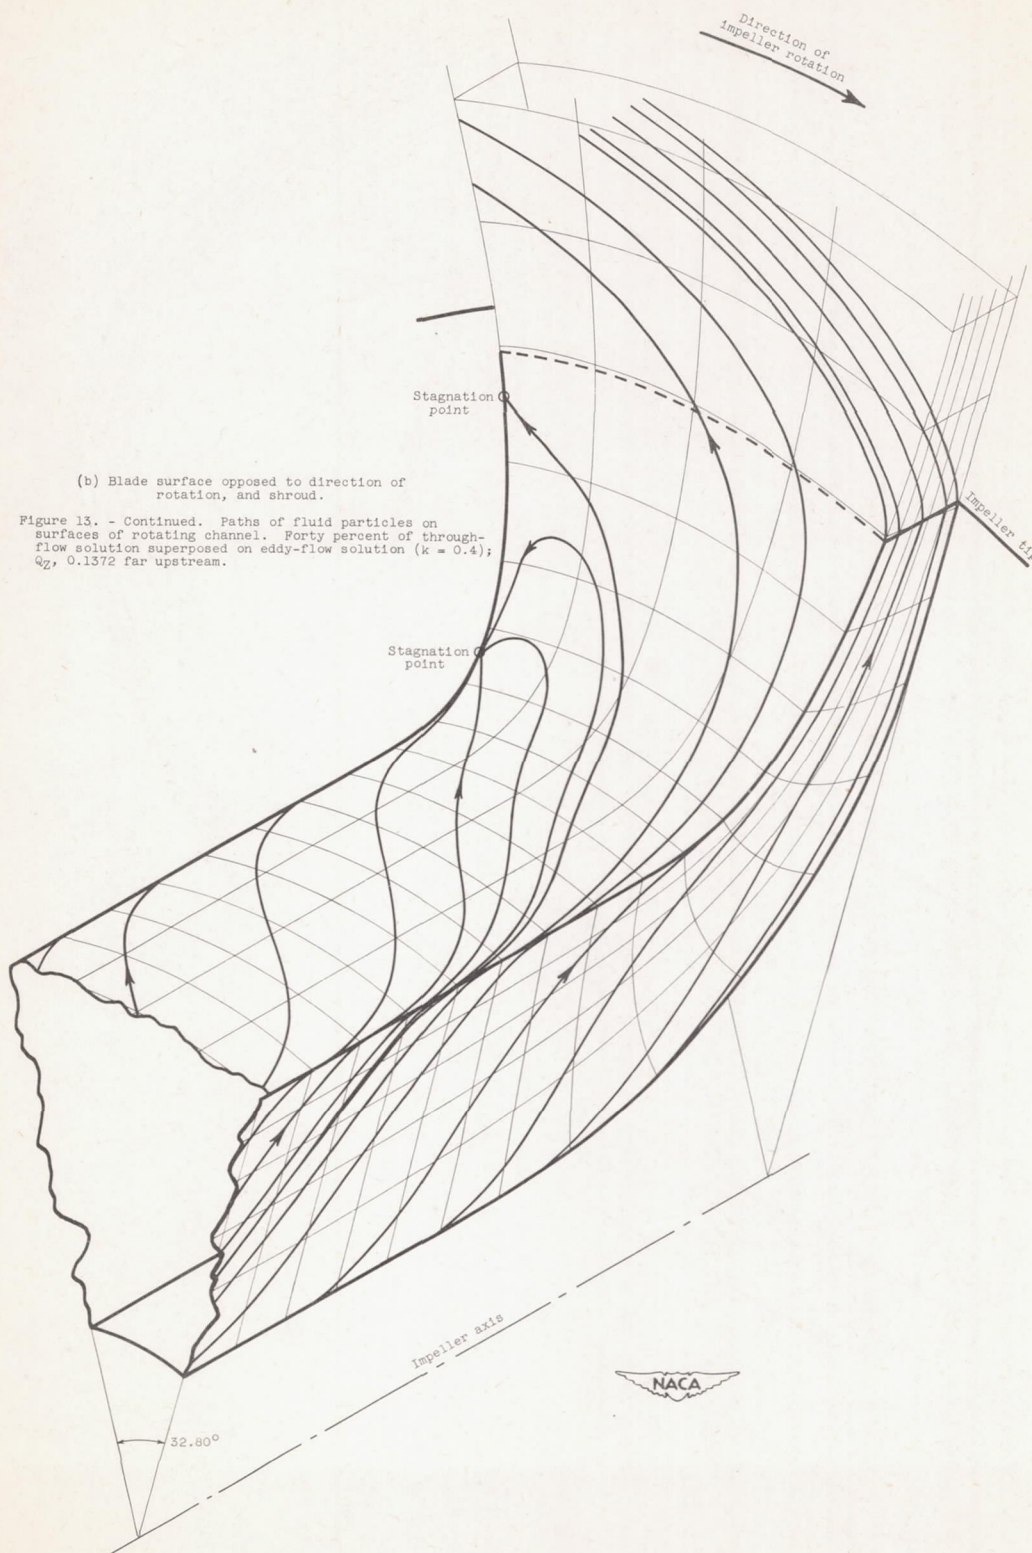 Direction of
impeller rotation
Stagnation
point
(b) Blade surface opposed to direction of
rotation, and shroud.
Figure 13. - Continued. Paths of fluid particles on
surfaces of rotating channel. Forty percent of through-
flow solution superposed on eddy-flow solution (k = 0.4);
QZ, 0.1372 far upstream.
Impeller
Stagnation
point
Impeller axis
NACA
32.80°